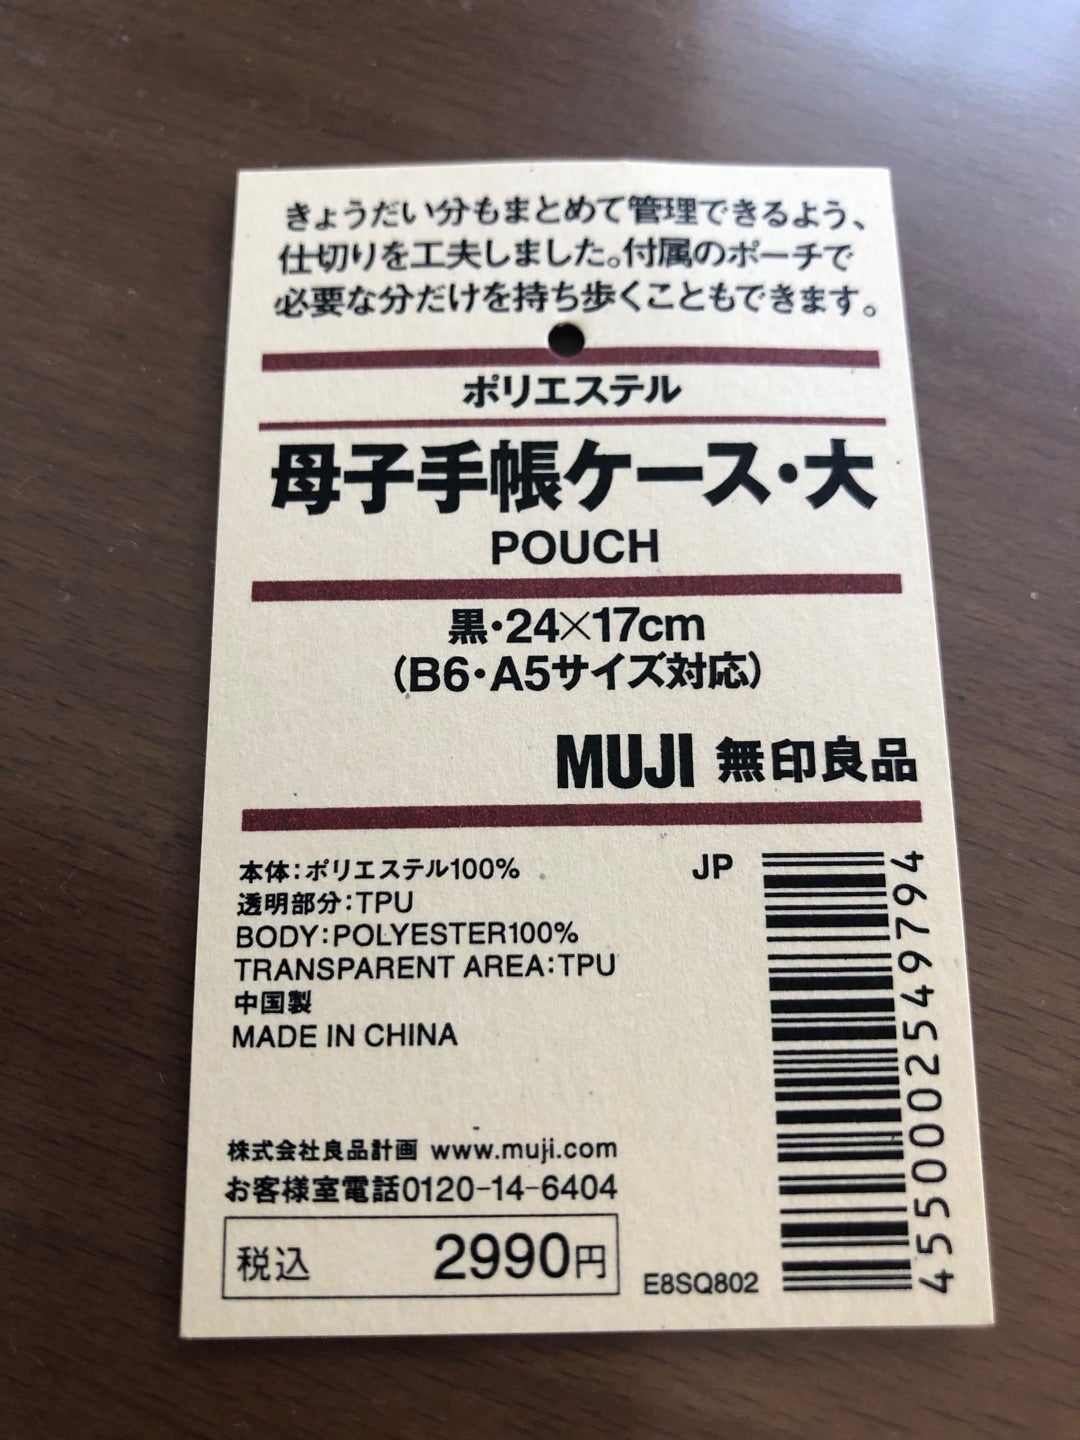 きょうだい分もまとめて管理できるよう、
仕切りを工夫しました。付属のポーチで
必要な分だけを持ち歩くこともできます。
ポリエステル
母子手帳ケース・大
POUCH
黒・24×17cm
(B6・A5サイズ対応)
MUJI 無印良品
本体:ポリエステル100%
透明部分:TPU
BODY:POLYESTER100%
TRANSPARENT AREA:TPU
中国製
MADE IN CHINA
JP
4550002549794
株式会社良品計画 www.muji.com
お客様室電話0120-14-6404
税込 2990円
E8SQ802